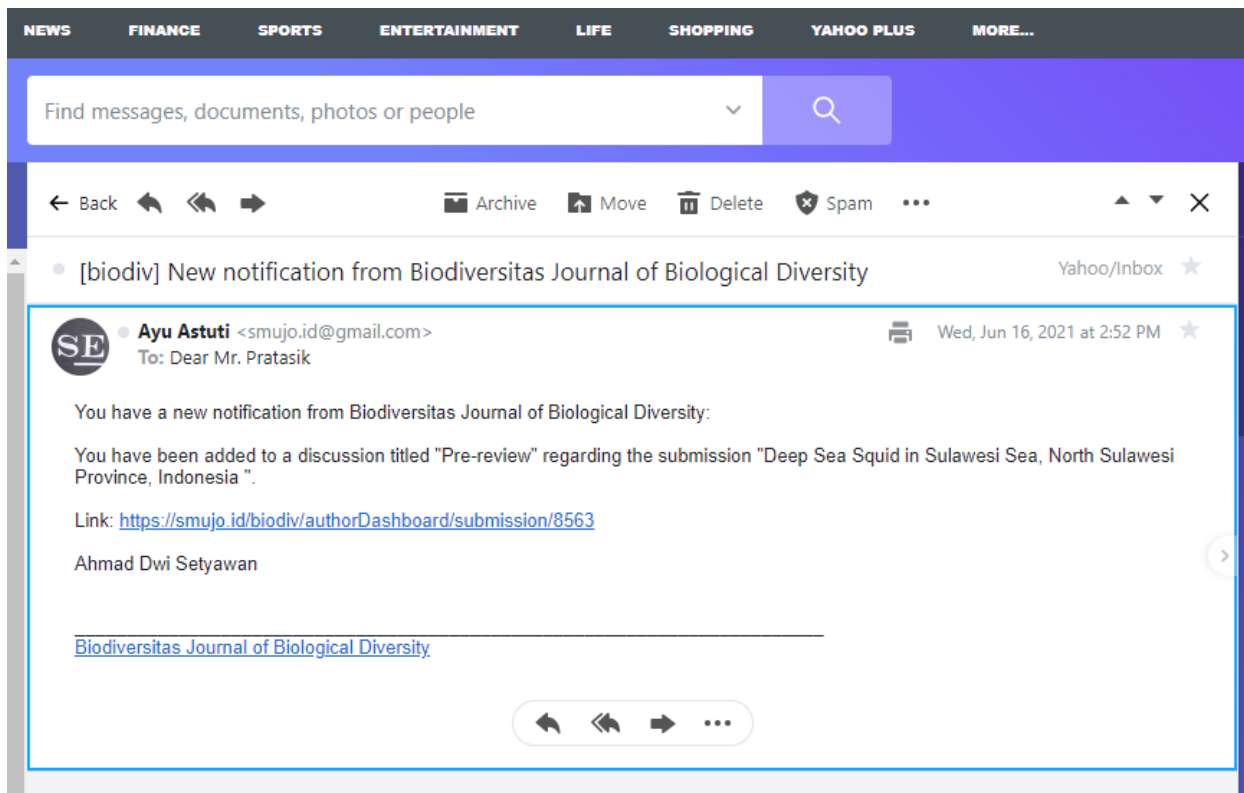 NEWS FINANCE SPORTS ENTERTAINMENT LIFE SHOPPING YAHOO PLUS MORE...
Find messages, documents, photos or people
Back Archive Move Delete Spam
[biodiv] New notification from Biodiversitas Journal of Biological Diversity Yahoo/Inbox
SE
Ayu Astuti <smujo.id@gmail.com> Wed, Jun 16, 2021 at 2:52 PM
To: Dear Mr. Pratasik
You have a new notification from Biodiversitas Journal of Biological Diversity:
You have been added to a discussion titled "Pre-review" regarding the submission "Deep Sea Squid in Sulawesi Sea, North Sulawesi
Province, Indonesia ".
Link: https://smujo.id/biodiv/authorDashboard/submission/8563
Ahmad Dwi Setyawan
Biodiversitas Journal of Biological Diversity